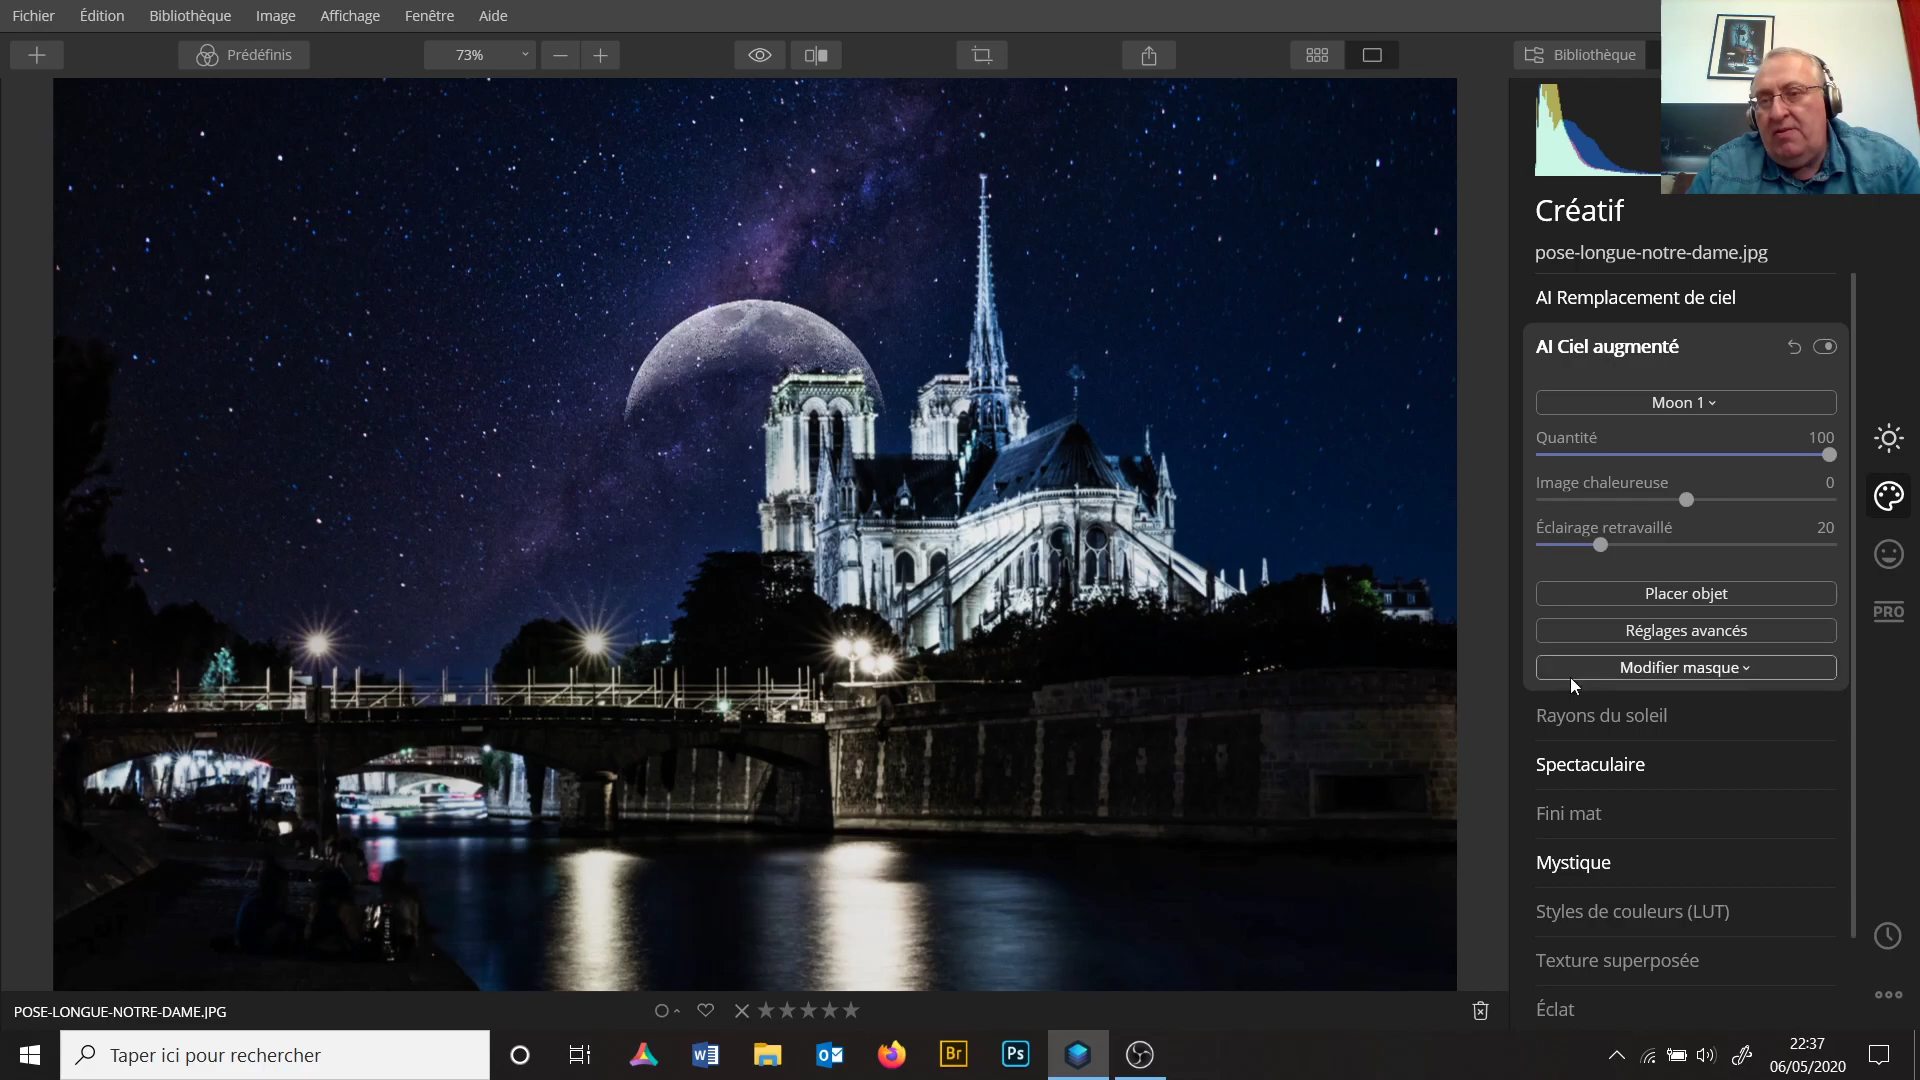 Fichier Édition Bibliothèque Image Affichage Fenêtre Aide
Prédéfinis 73% Bibliothèque
Créatif
pose-longue-notre-dame.jpg
AI Remplacement de ciel
AI Ciel augmenté
Moon 1
Quantité 100
Image chaleureuse 0
Éclairage retravaillé 20
Placer objet
Réglages avancés
Modifier masque
PRO
Rayons du soleil
Spectaculaire
Fini mat
Mystique
Styles de couleurs (LUT)
Texture superposée
Éclat
POSE-LONGUE-NOTRE-DAME.JPG
Taper ici pour rechercher
Br
Ps
22:37
06/05/2020